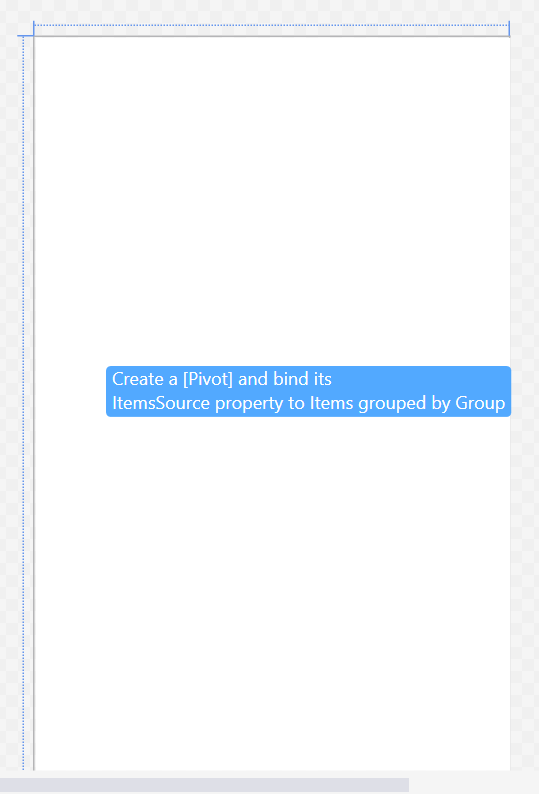 Create a [Pivot] and bind its
ItemsSource property to Items grouped by Group